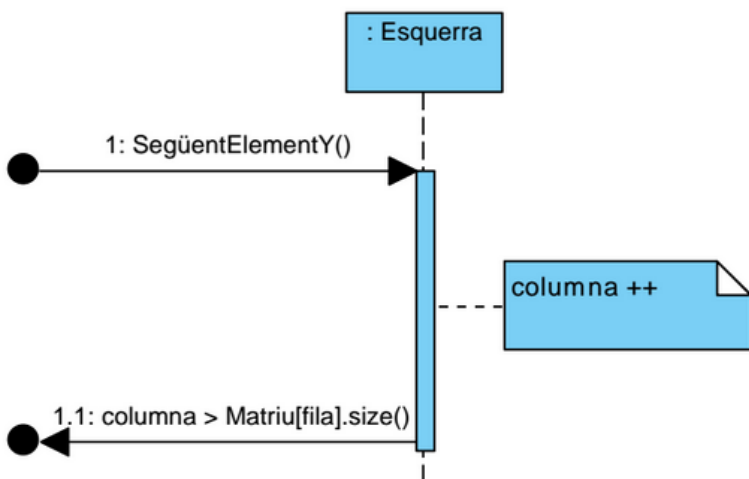 : Esquerra
1: SegüentElementY()
columna ++
1.1: columna > Matriu[fila].size()